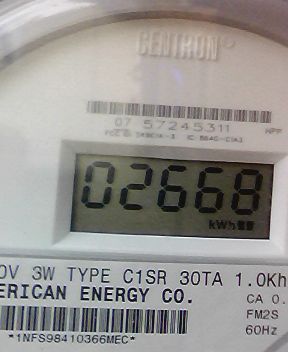 CENTRON®
07 57245311 HPP
02668
kWh
0V 3W TYPE C1SR 30TA 1.0Kh
ERICAN ENERGY CO. CA 0.
FM2S
60Hz
*1NFS98410366MEC*